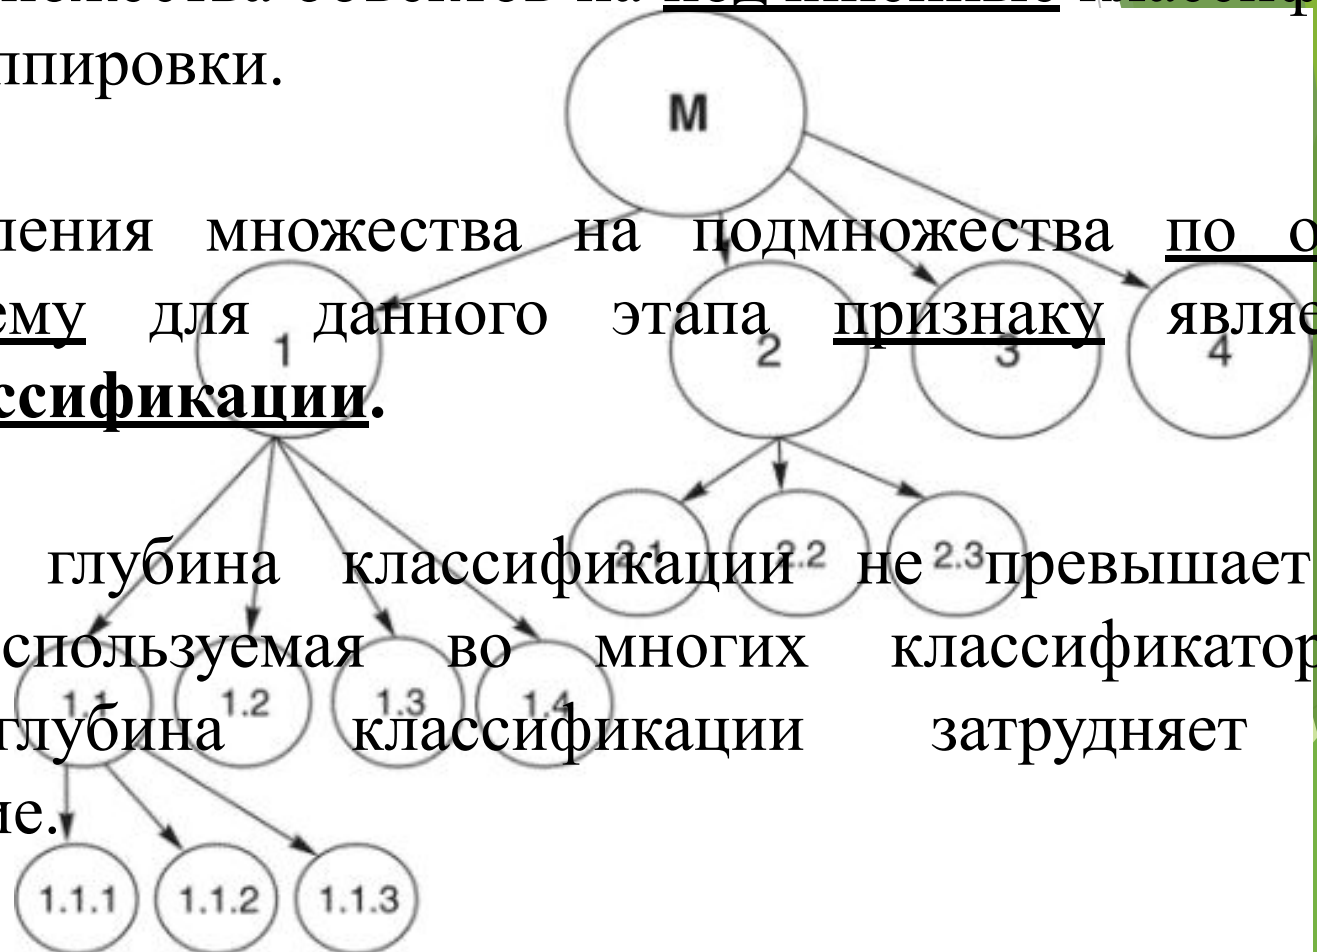 ппировки.
M
ления множества на подмножества по о
ему для данного этапа признаку являе
1 2 3 4
ссификации.
2.1 2.2 2.3
глубина классификации не превышает
спользуемая во многих классификатор
1.1 1.2 1.3 1.4
глубина классификации затрудняет
ие.
1.1.1 1.1.2 1.1.3